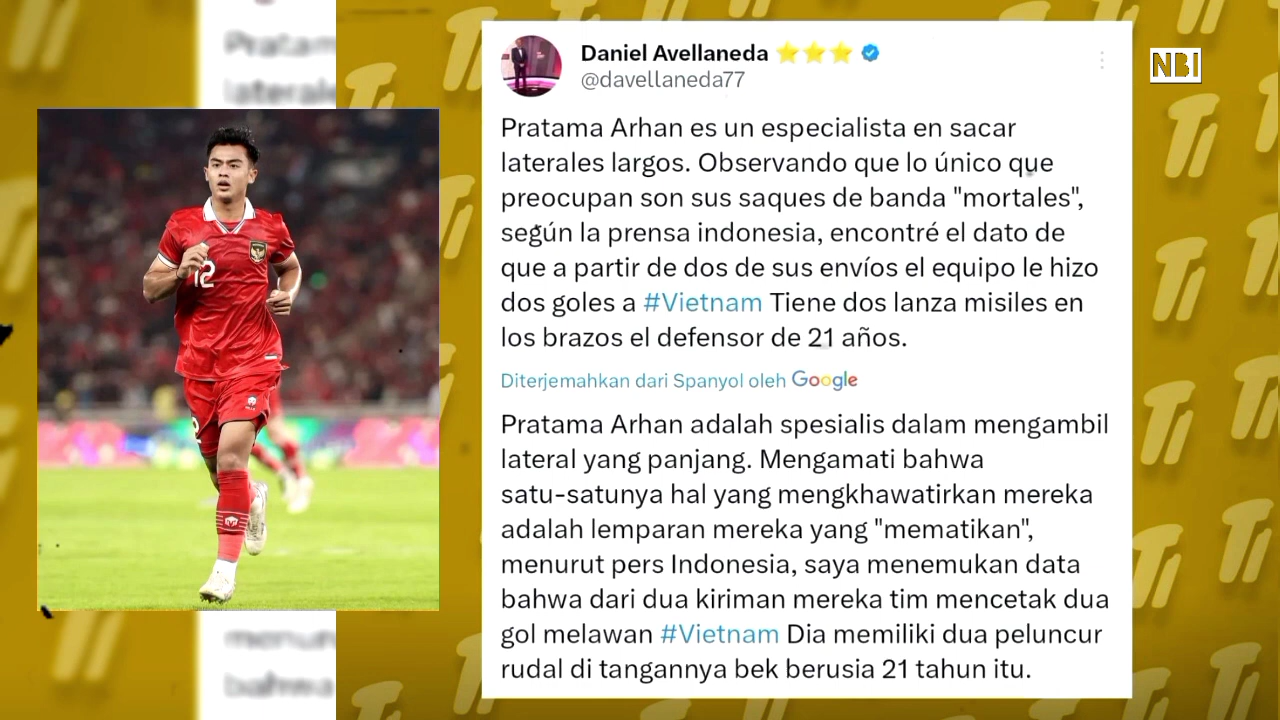 Daniel Avellaneda ⭐⭐⭐
@davellaneda77
NBI
Pratama Arhan es un especialista en sacar
laterales largos. Observando que lo único que
preocupan son sus saques de banda "mortales",
según la prensa indonesia, encontré el dato de
que a partir de dos de sus envíos el equipo le hizo
dos goles a #Vietnam Tiene dos lanza misiles en
los brazos el defensor de 21 años.
Diterjemahkan dari Spanyol oleh Google
Pratama Arhan adalah spesialis dalam mengambil
lateral yang panjang. Mengamati bahwa
satu-satunya hal yang mengkhawatirkan mereka
adalah lemparan mereka yang "mematikan",
menurut pers Indonesia, saya menemukan data
bahwa dari dua kiriman mereka tim mencetak dua
gol melawan #Vietnam Dia memiliki dua peluncur
rudal di tangannya bek berusia 21 tahun itu.
12
Pratam
laterale
menuru
bahwa